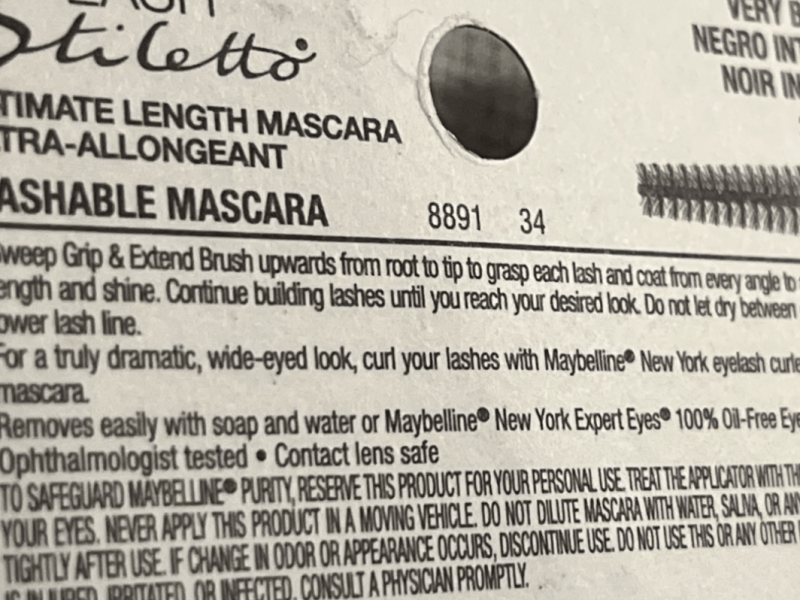 LASH
Stiletto
VERY B
NEGRO INT
NOIR IN
TIMATE LENGTH MASCARA
TRA-ALLONGEANT
ASHABLE MASCARA
8891 34
weep Grip & Extend Brush upwards from root to tip to grasp each lash and coat from every angle to
ength and shine. Continue building lashes until you reach your desired look. Do not let dry between
ower lash line.
For a truly dramatic, wide-eyed look, curl your lashes with Maybelline® New York eyelash curle
mascara.
Removes easily with soap and water or Maybelline® New York Expert Eyes® 100% Oil-Free Eye
Ophthalmologist tested • Contact lens safe
TO SAFEGUARD MAYBELLINE® PURITY, RESERVE THIS PRODUCT FOR YOUR PERSONAL USE. TREAT THE APPLICATOR WITH TH
YOUR EYES. NEVER APPLY THIS PRODUCT IN A MOVING VEHICLE. DO NOT DILUTE MASCARA WITH WATER, SALIVA, OR ANY
TIGHTLY AFTER USE. IF CHANGE IN ODOR OR APPEARANCE OCCURS, DISCONTINUE USE. DO NOT USE THIS OR ANY OTHER
IS INJURED, IRRITATED, OR INFECTED. CONSULT A PHYSICIAN PROMPTLY.